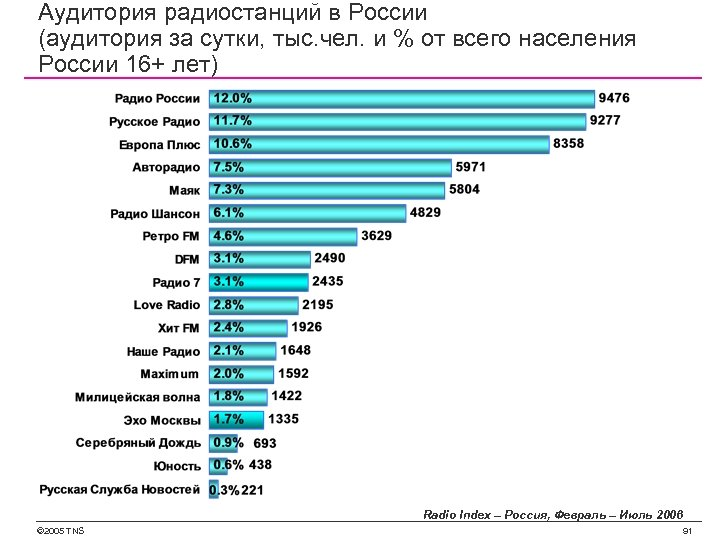 Аудитория радиостанций в России
(аудитория за сутки, тыс.чел. и % от всего населения
России 16+ лет)
Радио России 12.0% 9476
Русское Радио 11.7% 9277
Европа Плюс 10.6% 8358
Авторадио 7.5% 5971
Маяк 7.3% 5804
Радио Шансон 6.1% 4829
Ретро FM 4.6% 3629
DFM 3.1% 2490
Радио 7 3.1% 2435
Love Radio 2.8% 2195
Хит FM 2.4% 1926
Наше Радио 2.1% 1648
Maximum 2.0% 1592
Милицейская волна 1.8% 1422
Эхо Москвы 1.7% 1335
Серебряный Дождь 0.9% 693
Юность 0.6% 438
Русская Служба Новостей 0.3% 221
Radio Index – Россия, Февраль – Июль 2006
©2005 TNS 91